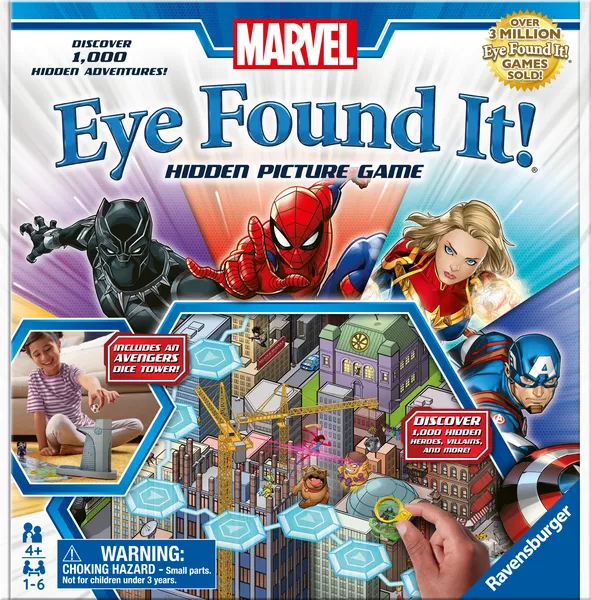 DISCOVER
1,000
HIDDEN ADVENTURES!
MARVEL
OVER
3 MILLION
Eye Found It!
GAMES
SOLD!
Eye Found It!®
HIDDEN PICTURE GAME
INCLUDES AN
AVENGERS
DICE TOWER!
DISCOVER
1,000 HIDDEN
HEROES, VILLAINS,
AND MORE!
A
4+
1-6
WARNING:
CHOKING HAZARD - Small parts.
Not for children under 3 years.
Ravensburger